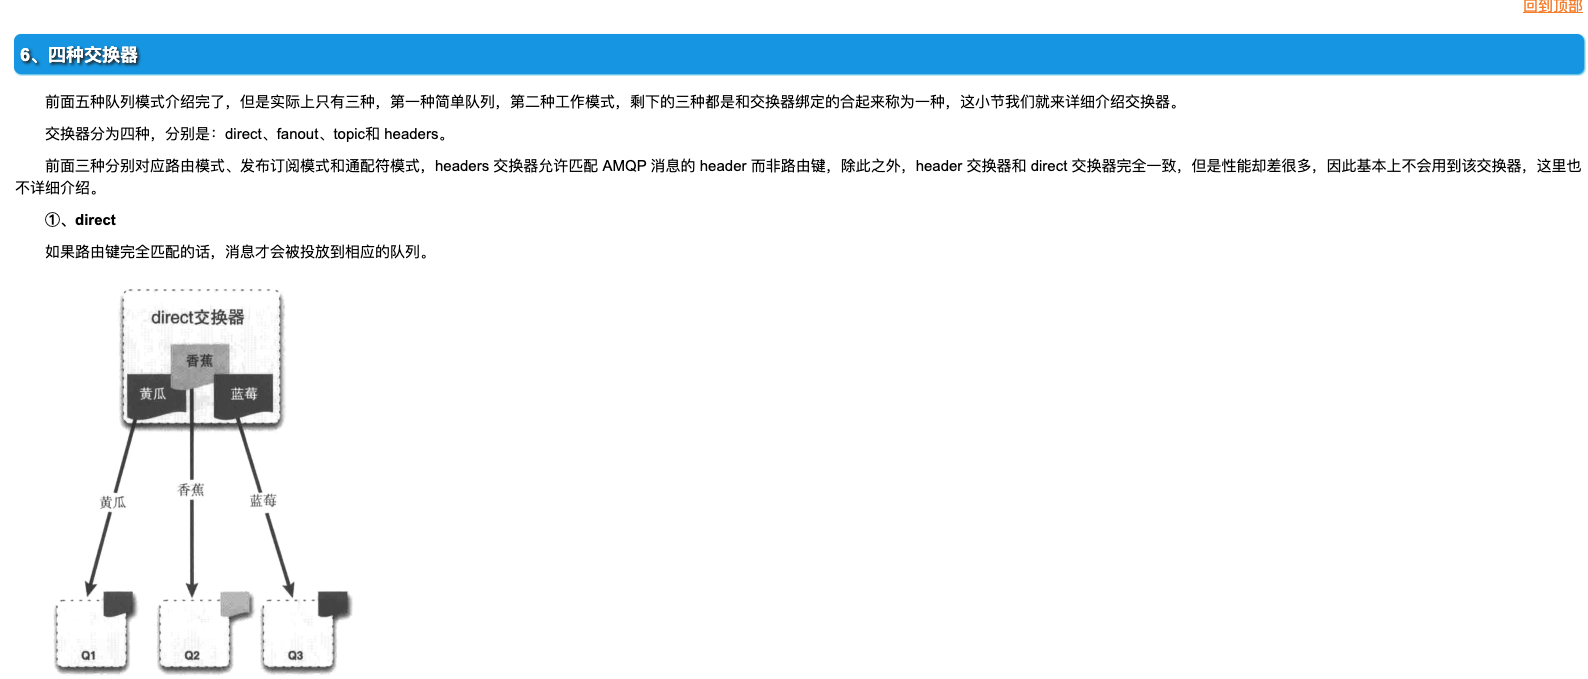 回到顶部
6、四种交换器
前面五种队列模式介绍完了，但是实际上只有三种，第一种简单队列，第二种工作模式，剩下的三种都是和交换器绑定的合起来称为一种，这小节我们就来详细介绍交换器。
交换器分为四种，分别是：direct、fanout、topic和 headers。
前面三种分别对应路由模式、发布订阅模式和通配符模式，headers 交换器允许匹配 AMQP 消息的 header 而非路由键，除此之外，header 交换器和 direct 交换器完全一致，但是性能却差很多，因此基本上不会用到该交换器，这里也
不详细介绍。
①、direct
如果路由键完全匹配的话，消息才会被投放到相应的队列。
direct交换器
香蕉
黄瓜
蓝莓
黄瓜
香蕉
蓝莓
Q1
Q2
Q3